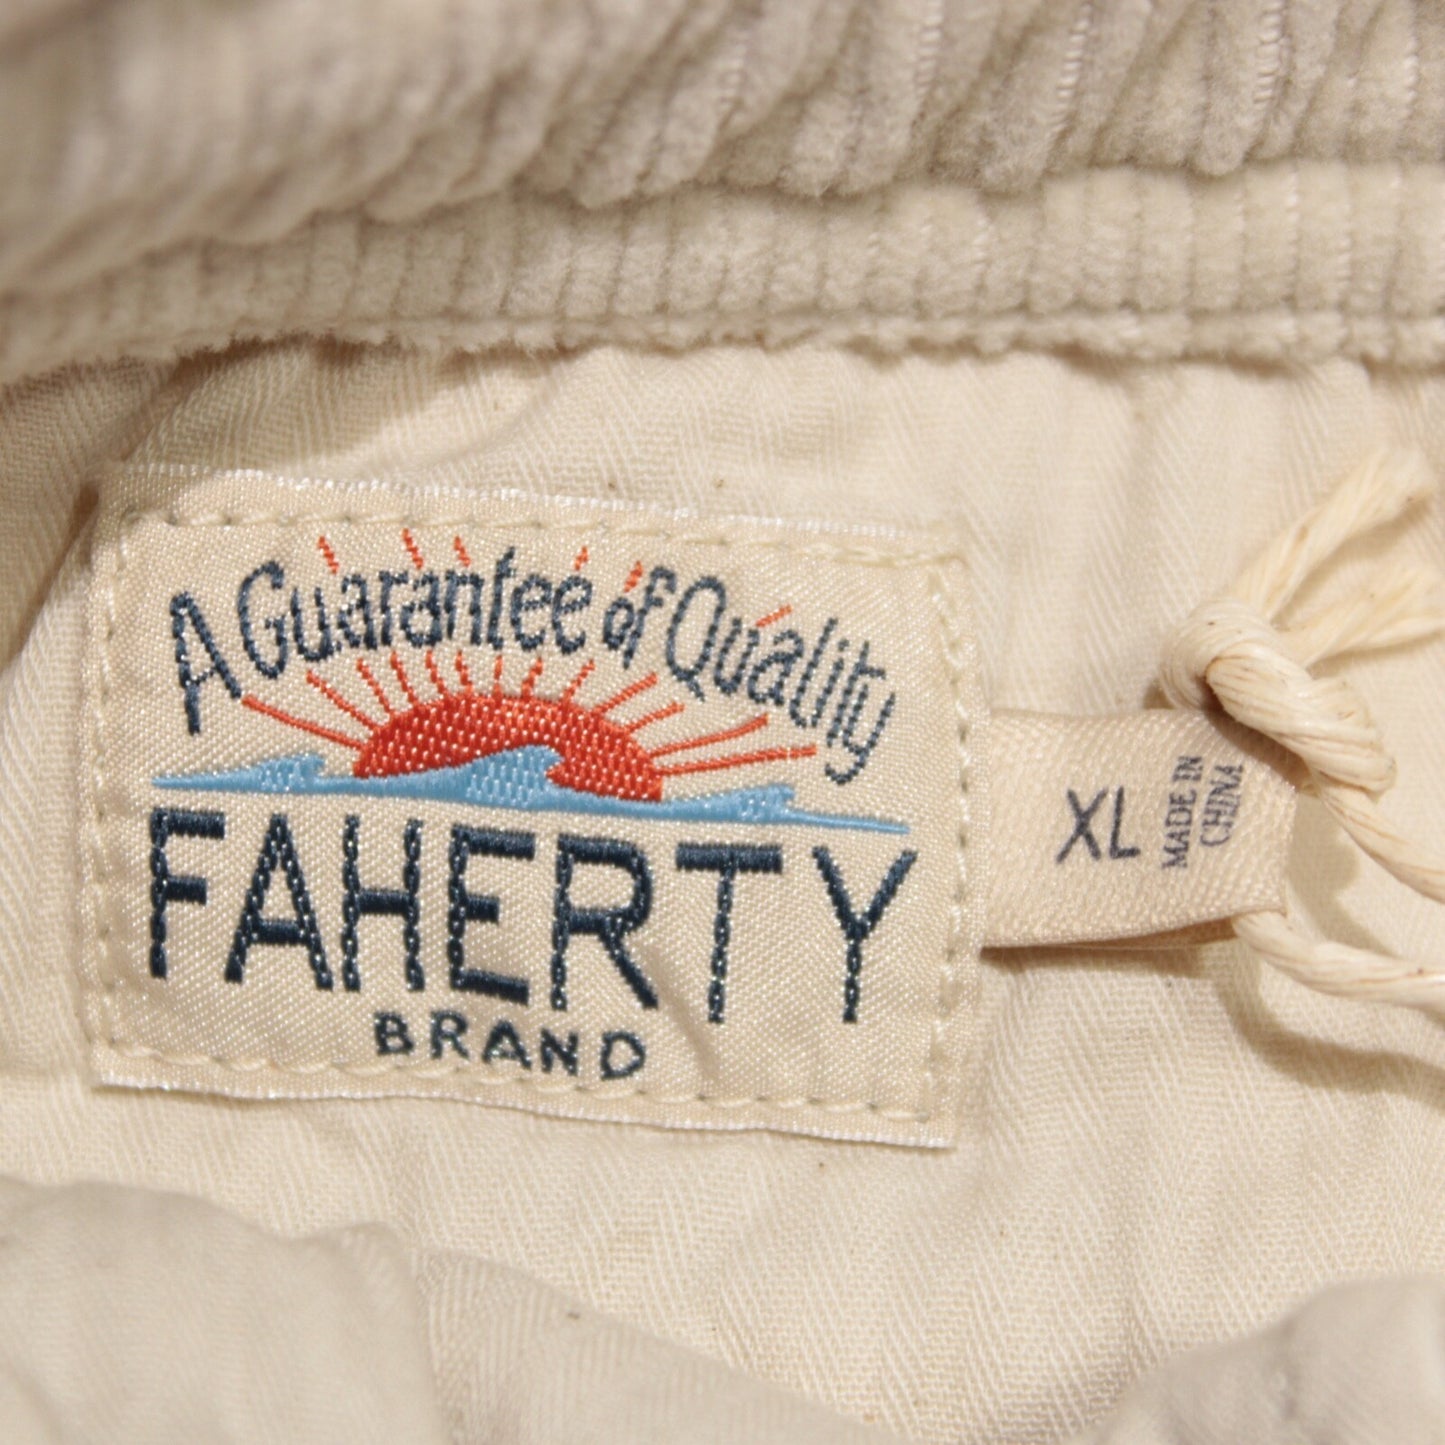 A Guarantee of Quality
FAHERTY
BRAND
XL
MADE IN
CHINA